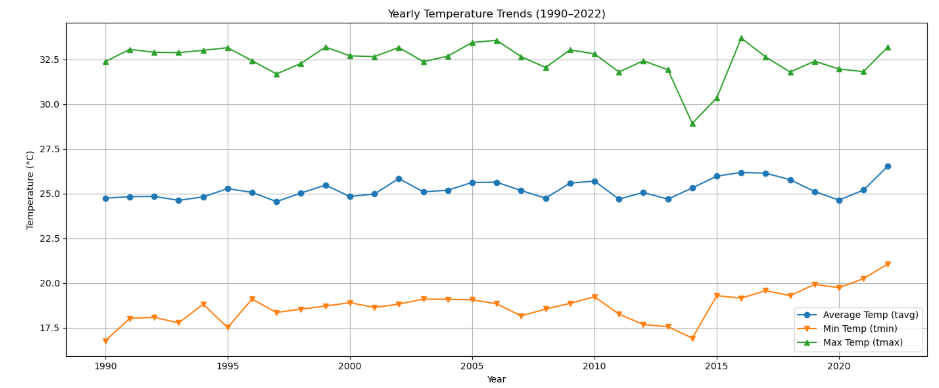 Yearly Temperature Trends (1990–2022)
Temperature (°C)
32.5
30.0
27.5
25.0
22.5
20.0
17.5
1990 1995 2000 2005 2010 2015 2020
Year
Average Temp (tavg)
Min Temp (tmin)
Max Temp (tmax)